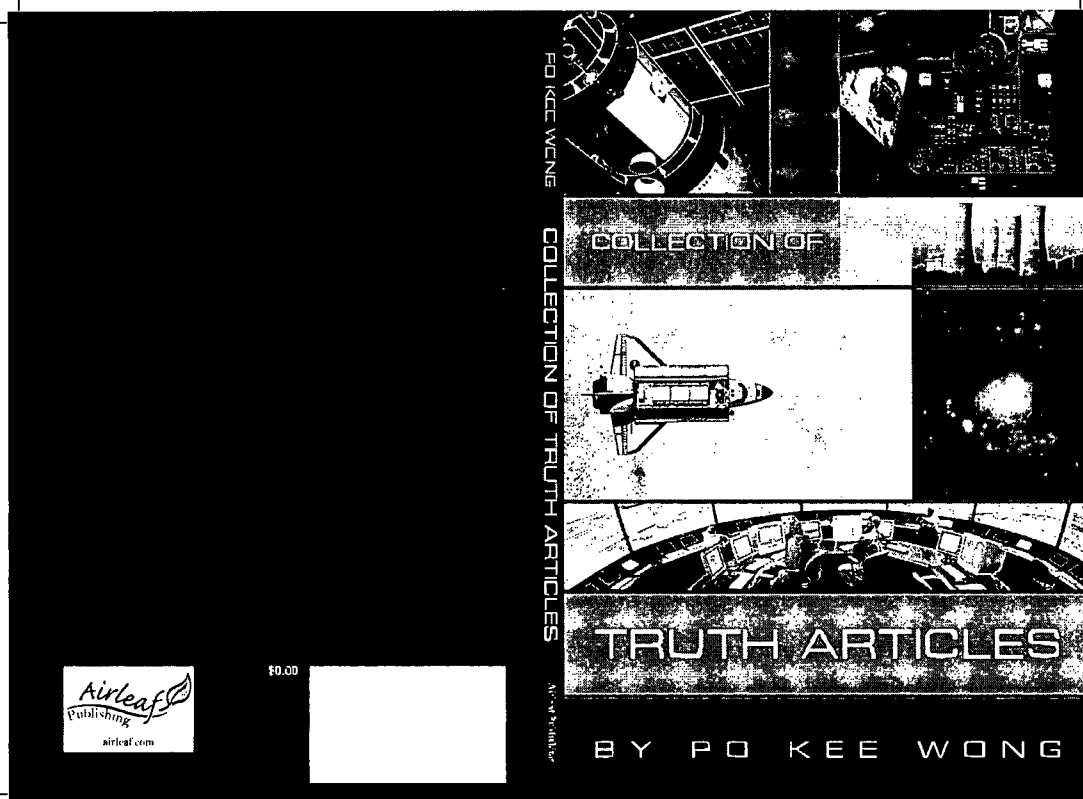 Airleaf
Publishing
airleaf.com
$0.00
PO KEE WONG
COLLECTION OF TRUTH ARTICLES
COLLECTION OF
TRUTH ARTICLES
BY PO KEE WONG